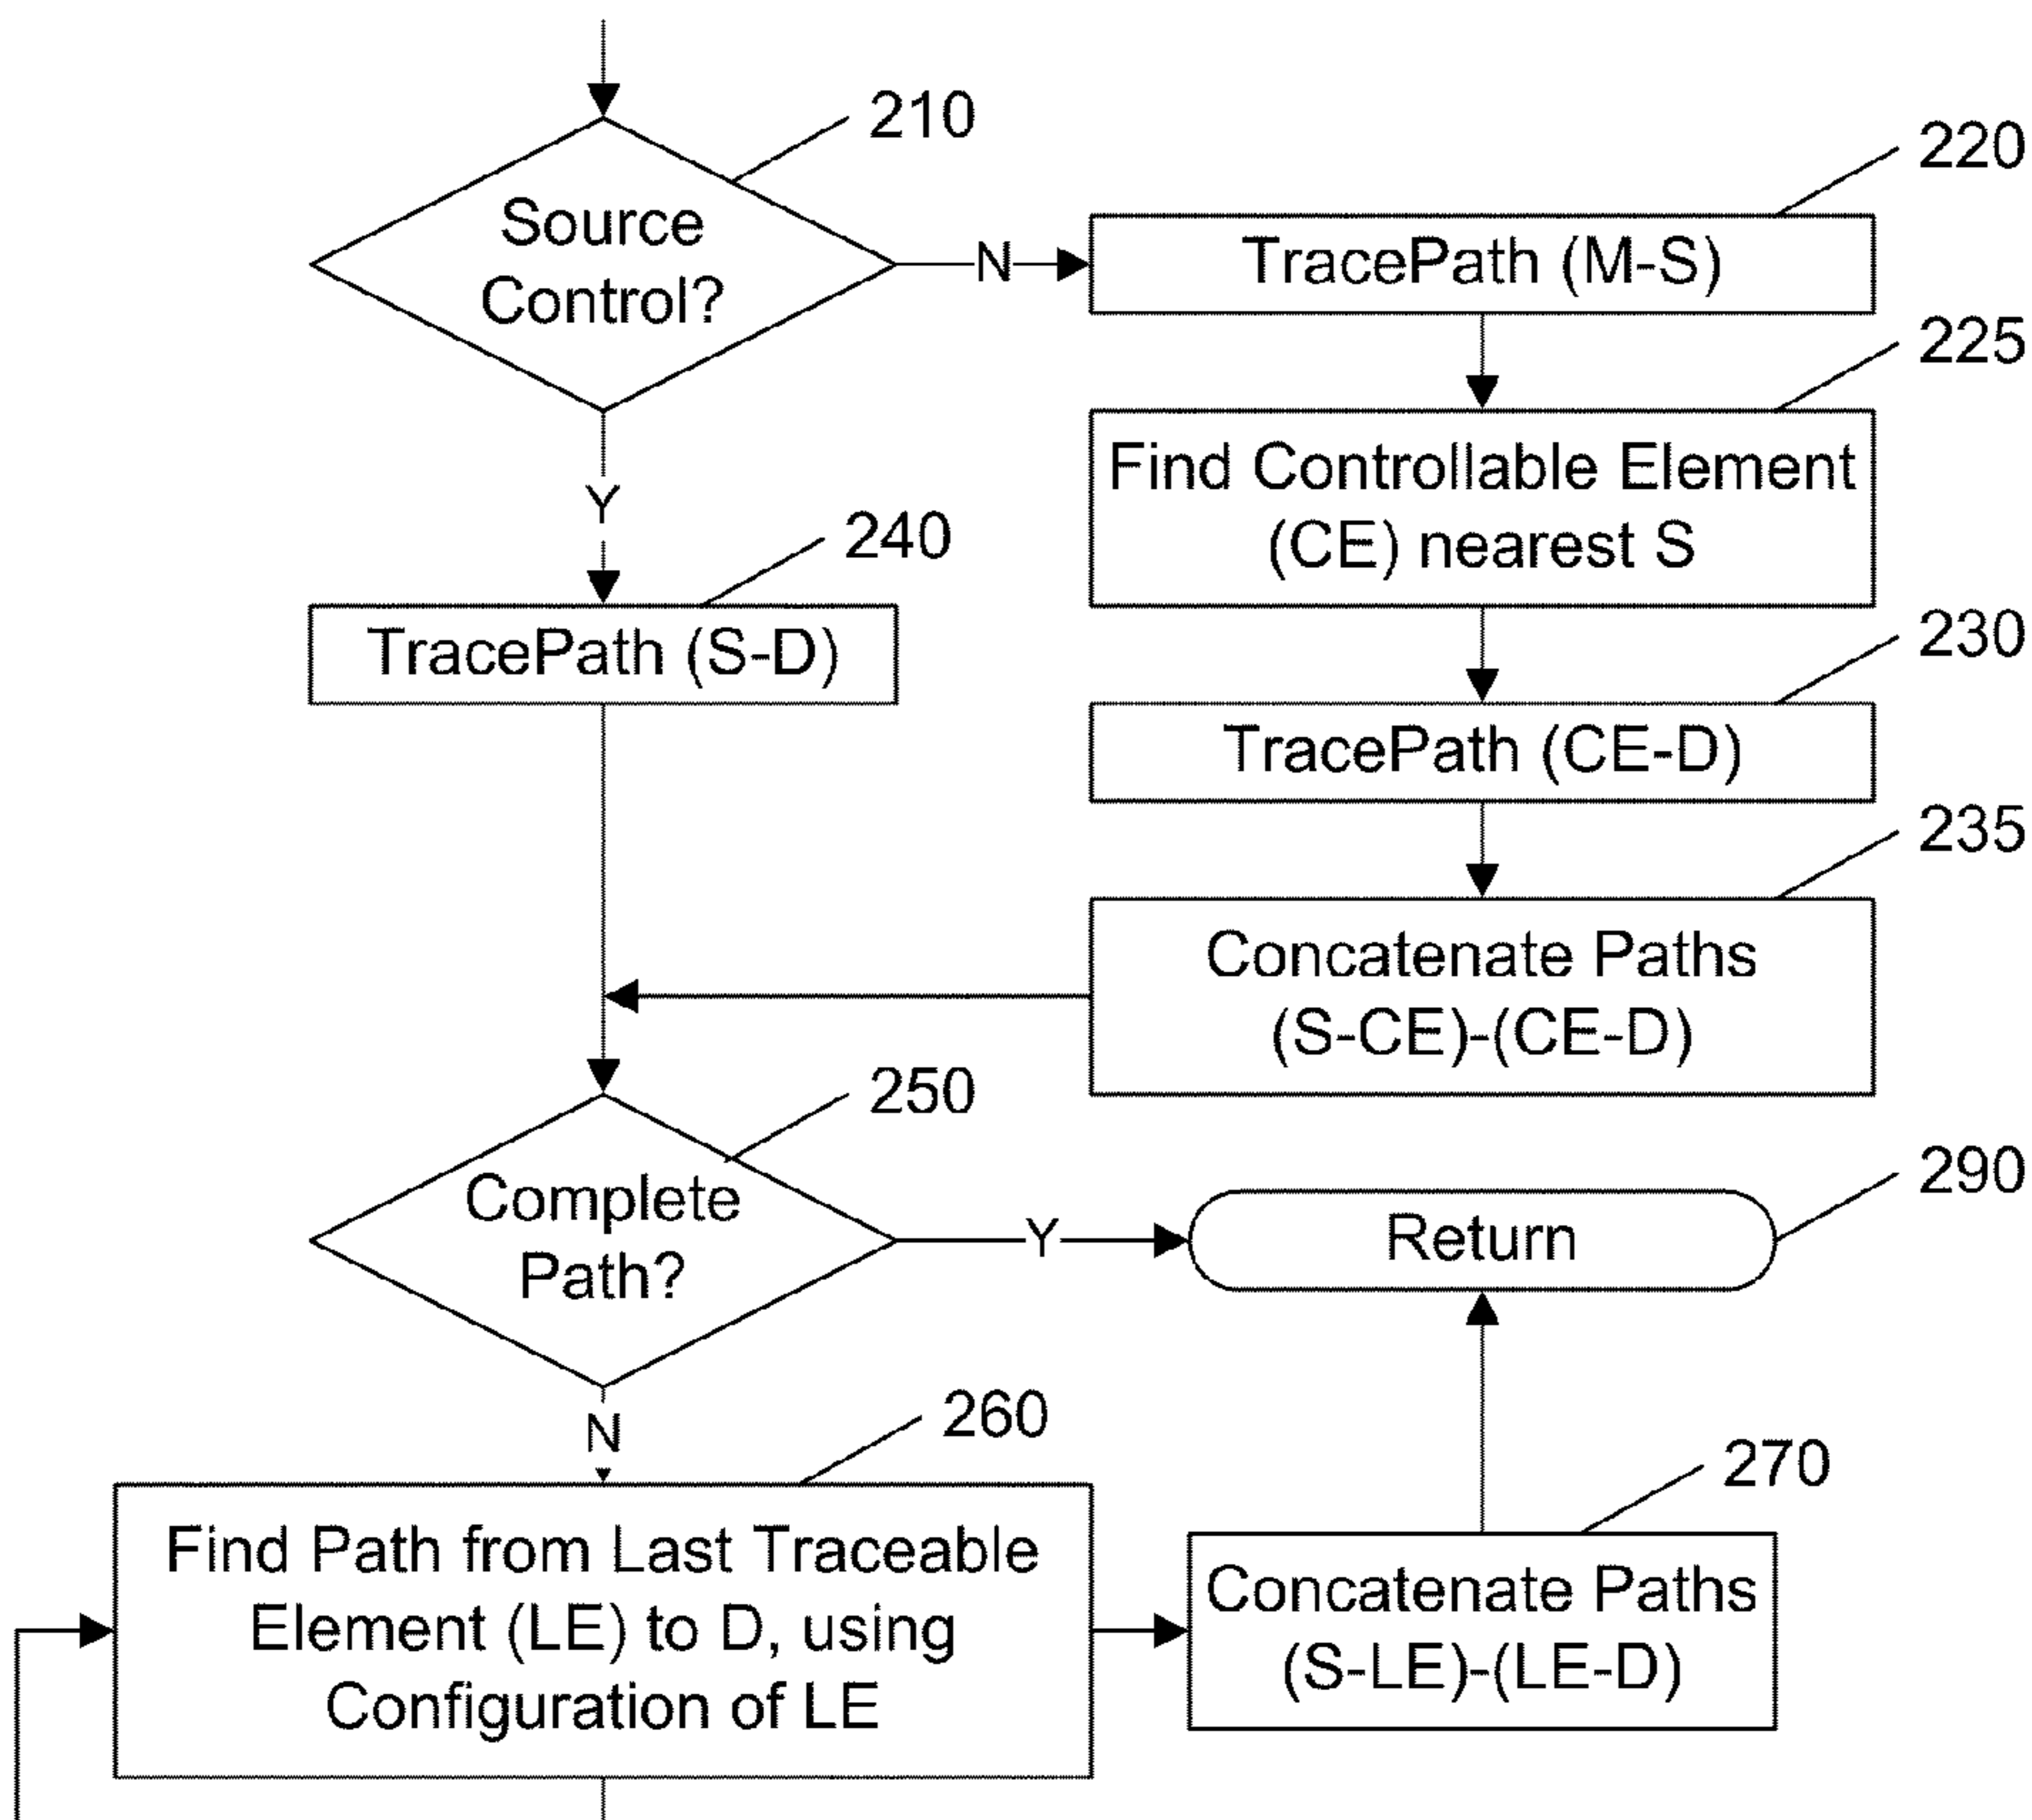 210
Source
Control?
N
220
TracePath (M-S)
225
Find Controllable Element
(CE) nearest S
Y
240
TracePath (S-D)
230
TracePath (CE-D)
235
Concatenate Paths
(S-CE)-(CE-D)
250
Complete
Path?
Y
290
Return
N
260
Find Path from Last Traceable
Element (LE) to D, using
Configuration of LE
270
Concatenate Paths
(S-LE)-(LE-D)